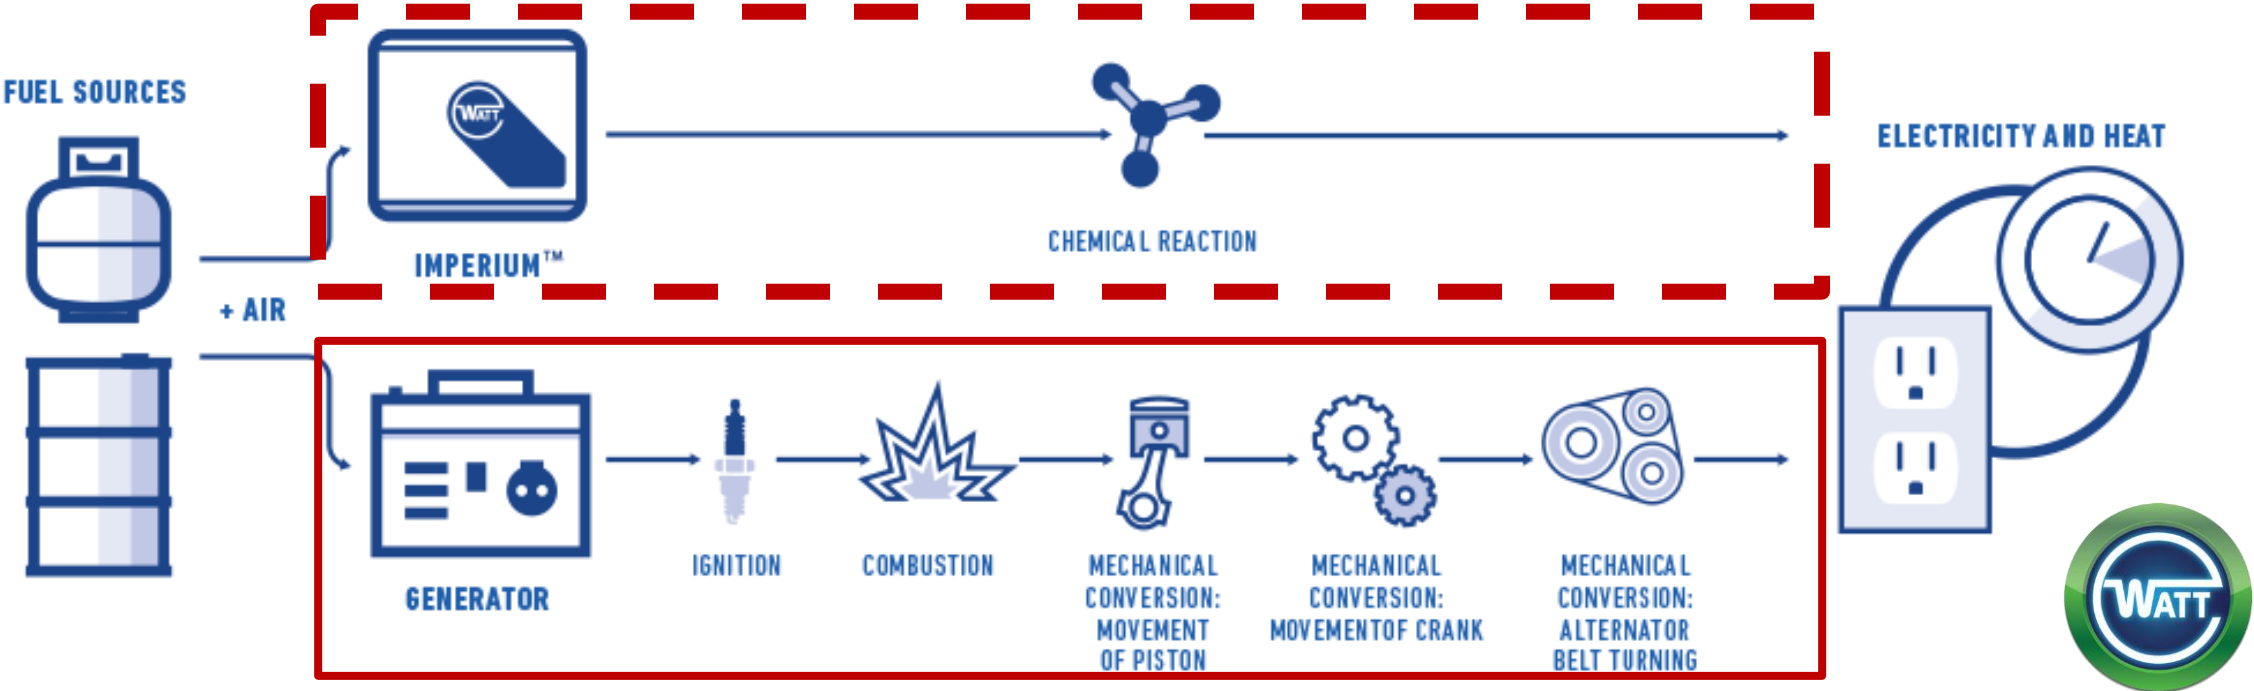 FUEL SOURCES
WATT
IMPERIUM™
CHEMICAL REACTION
ELECTRICITY AND HEAT
+ AIR
GENERATOR
IGNITION
COMBUSTION
MECHANICAL
CONVERSION:
MOVEMENT
OF PISTON
MECHANICAL
CONVERSION:
MOVEMENTOF CRANK
MECHANICAL
CONVERSION:
ALTERNATOR
BELT TURNING
WATT